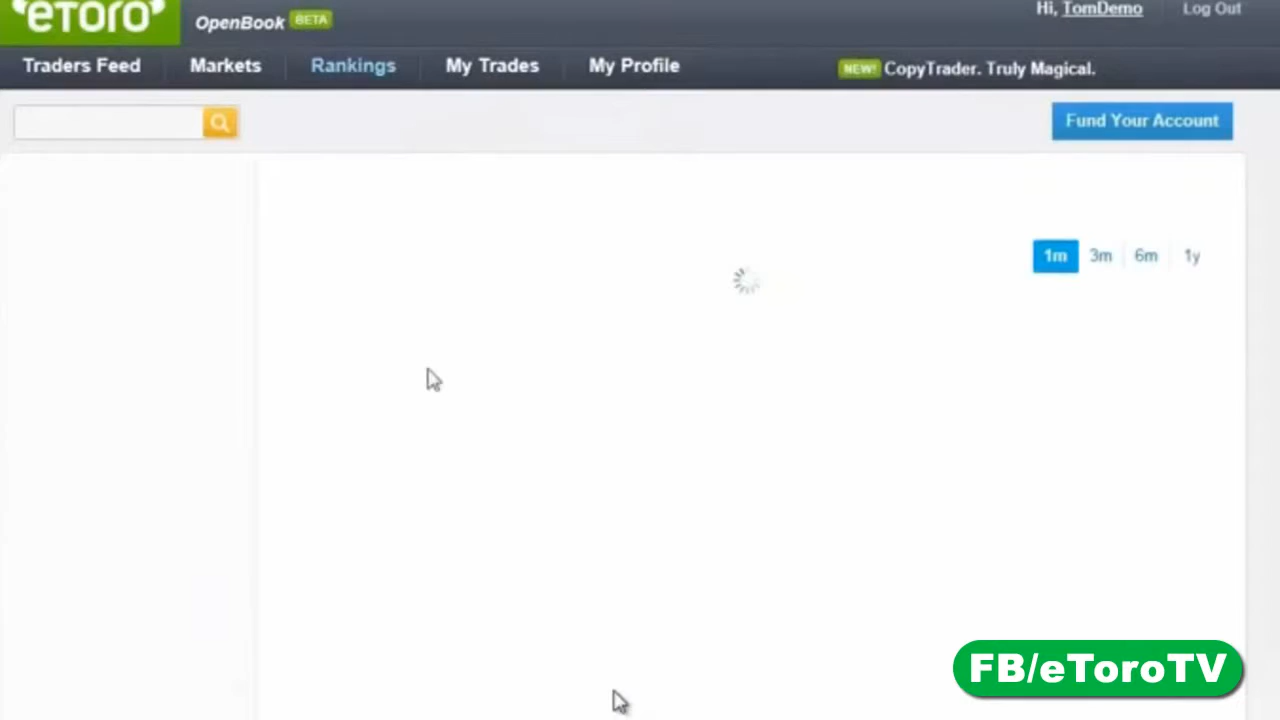 eToro OpenBook BETA
Hi, TomDemo Log Out
Traders Feed Markets Rankings My Trades My Profile NEW! CopyTrader. Truly Magical.
Fund Your Account
1m 3m 6m 1y
FB/eToroTV